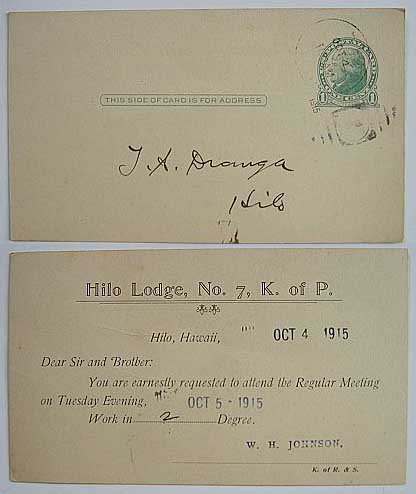 THIS SIDE OF CARD IS FOR ADDRESS
1 1
Hilo
Hilo Lodge, No. 7, K. of P.
Hilo, Hawaii, OCT 4 1915
Dear Sir and Brother:
You are earnestly requested to attend the Regular Meeting
on Tuesday Evening, OCT 5 - 1915
Work in 2 Degree.
W. H. JOHNSON,
K. of R. & S.